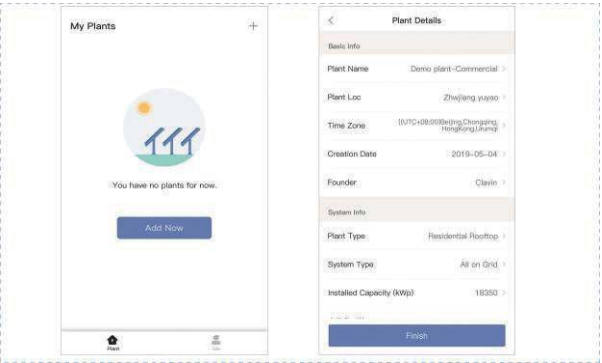 My Plants
+
You have no plants for now.
Add Now
Plant
Plant Details
Basic Info
Plant Name Demo plant-Commercial
Plant Loc Zhwjiang yuyao
Time Zone [(UTC+08:00)Beijing,Chongqing,
HongKong,Urumqi
Creation Date 2019-05-04
Founder Clavin
System Info
Plant Type Residential Rooftop
System Type All on Grid
Installed Capacity (kWp) 18350
Finish